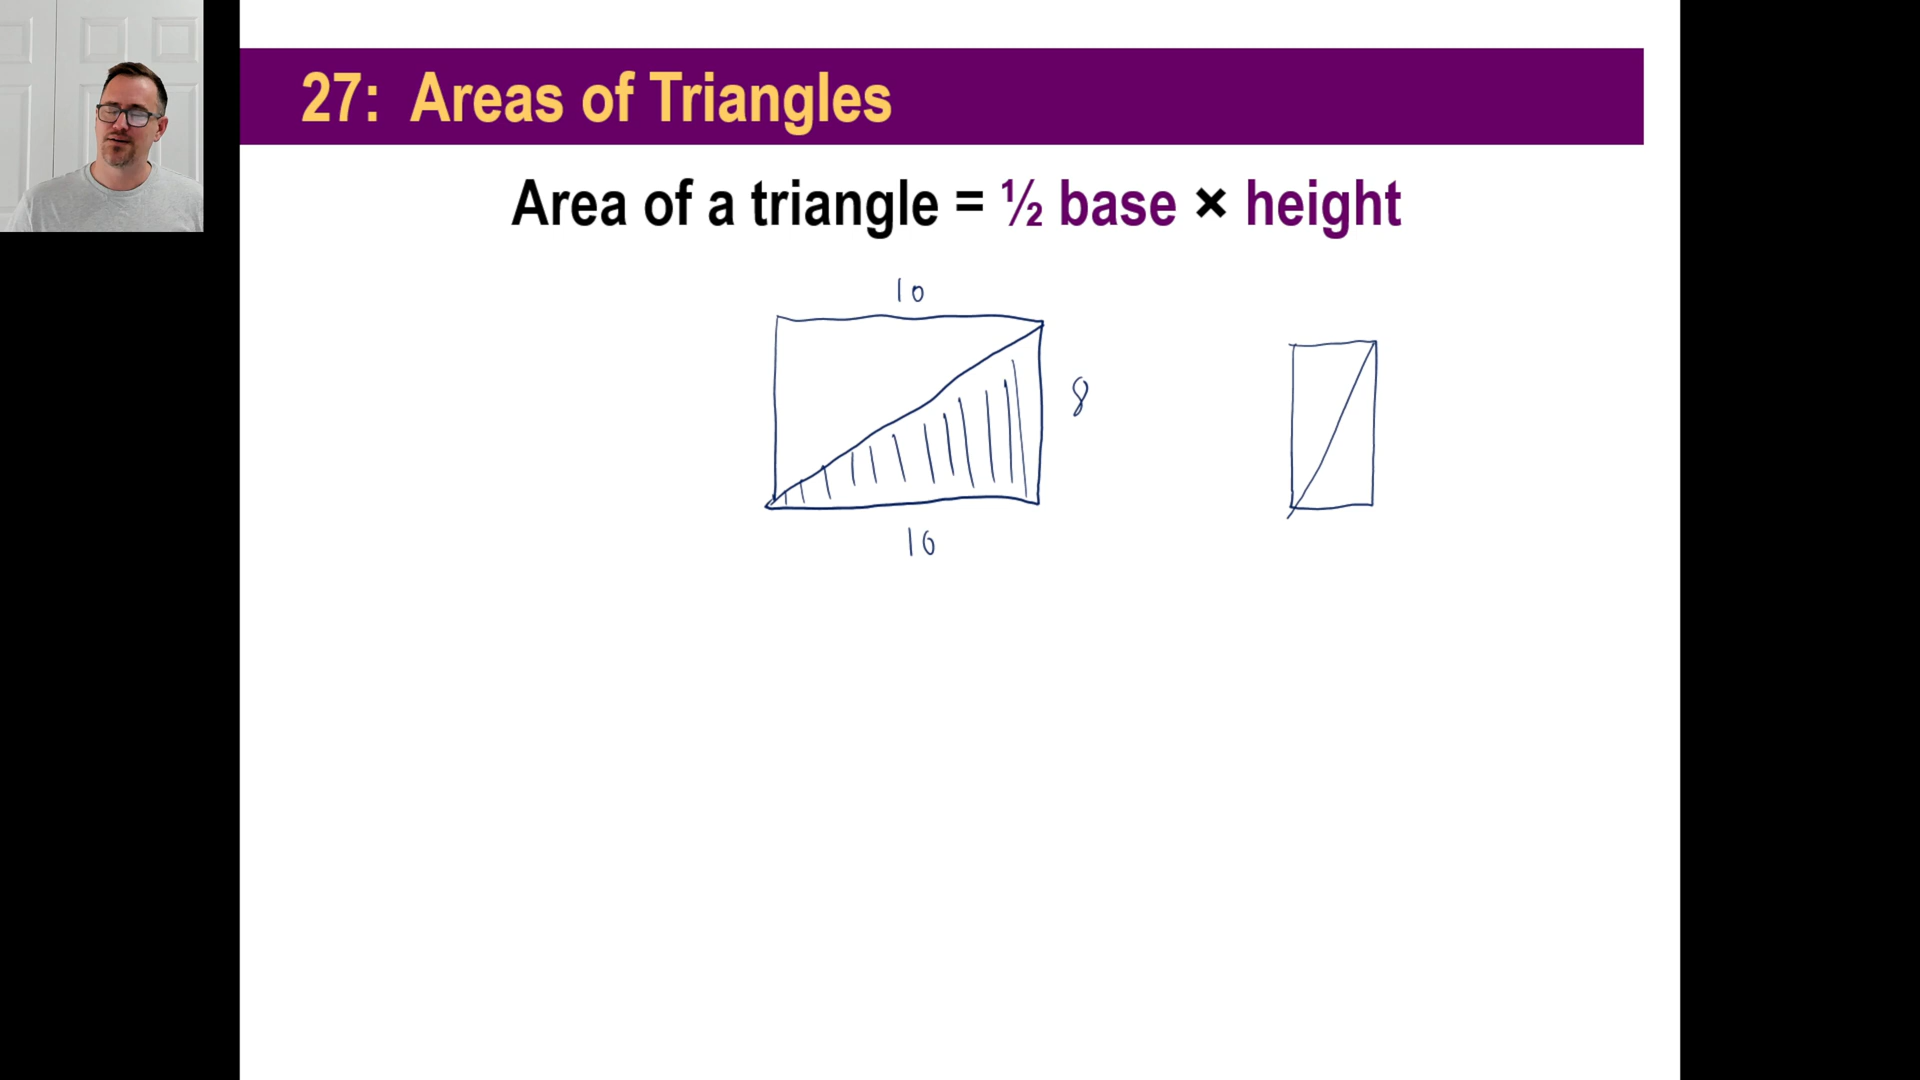 27: Areas of Triangles
Area of a triangle = ½ base × height
10
8
10